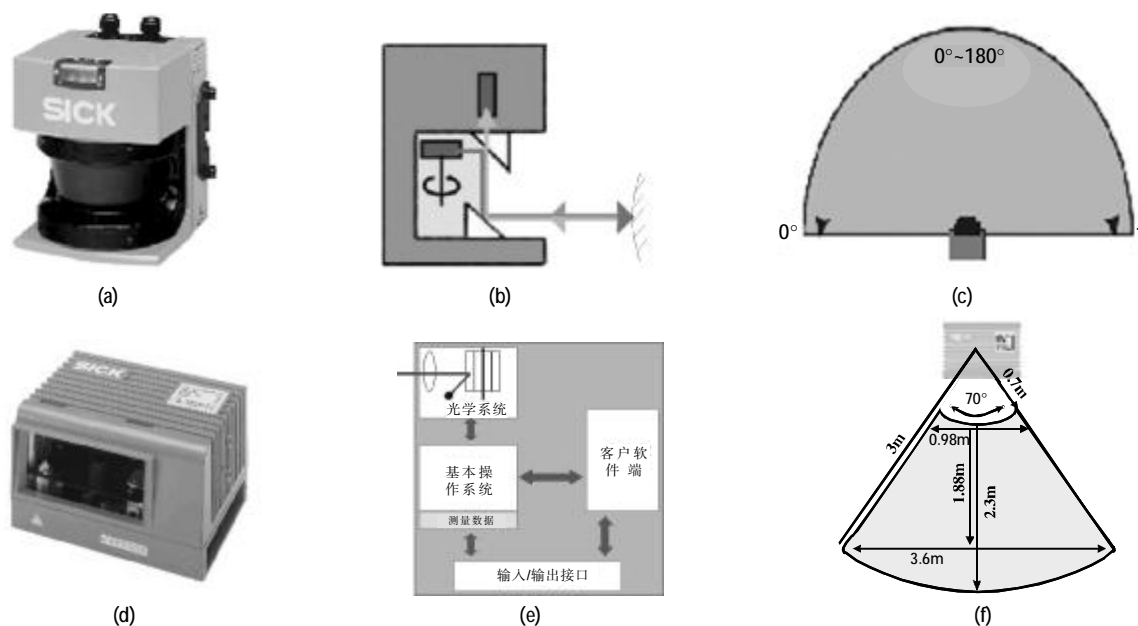 SICK
(a)
(b)
0°~180°
0°
(c)
SICK
(d)
光学系统
基本操
作系统
测量数据
客户软
件 端
输入/输出接口
(e)
70°
0.7m
3m
0.98m
1.88m
2.3m
3.6m
(f)